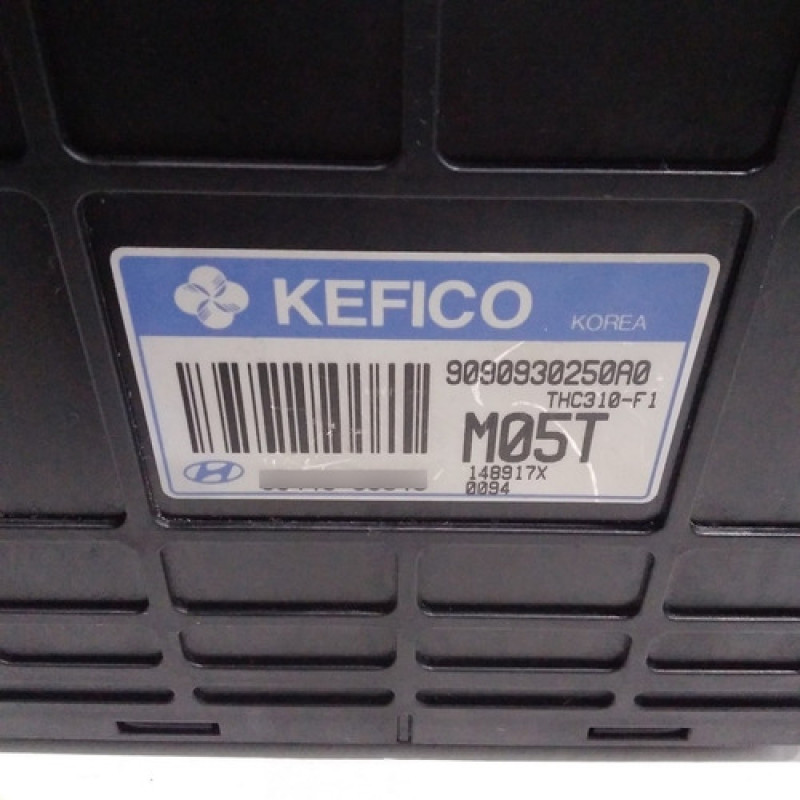 KEFICO
KOREA
9090930250A0
THC310-F1
M05T
148917X
0094